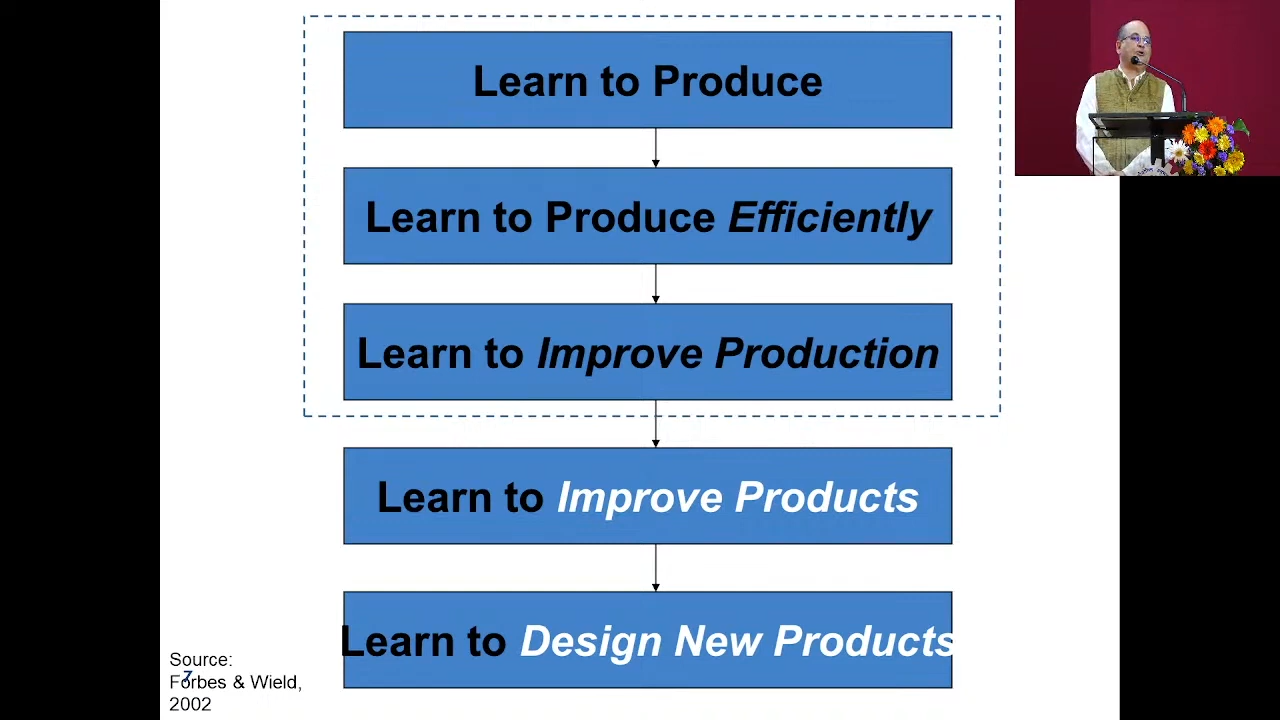 Learn to Produce
Learn to Produce Efficiently
Learn to Improve Production
Learn to Improve Products
Learn to Design New Products
Source:
Forbes & Wield,
2002
7